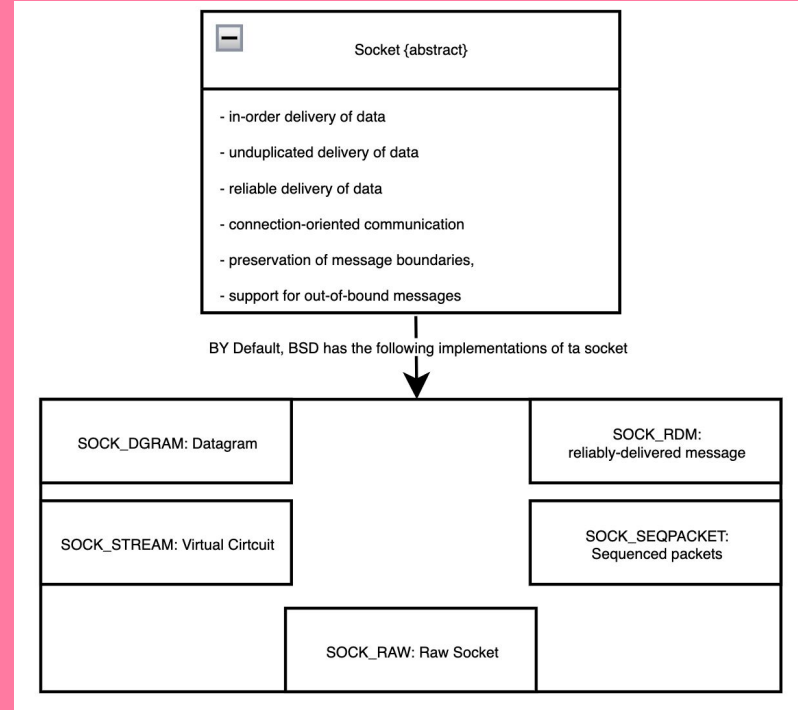 Socket {abstract}
- in-order delivery of data
- unduplicated delivery of data
- reliable delivery of data
- connection-oriented communication
- preservation of message boundaries,
- support for out-of-bound messages
BY Default, BSD has the following implementations of ta socket
SOCK_DGRAM: Datagram
SOCK_RDM:
reliably-delivered message
SOCK_STREAM: Virtual Cirtcuit
SOCK_SEQPACKET:
Sequenced packets
SOCK_RAW: Raw Socket